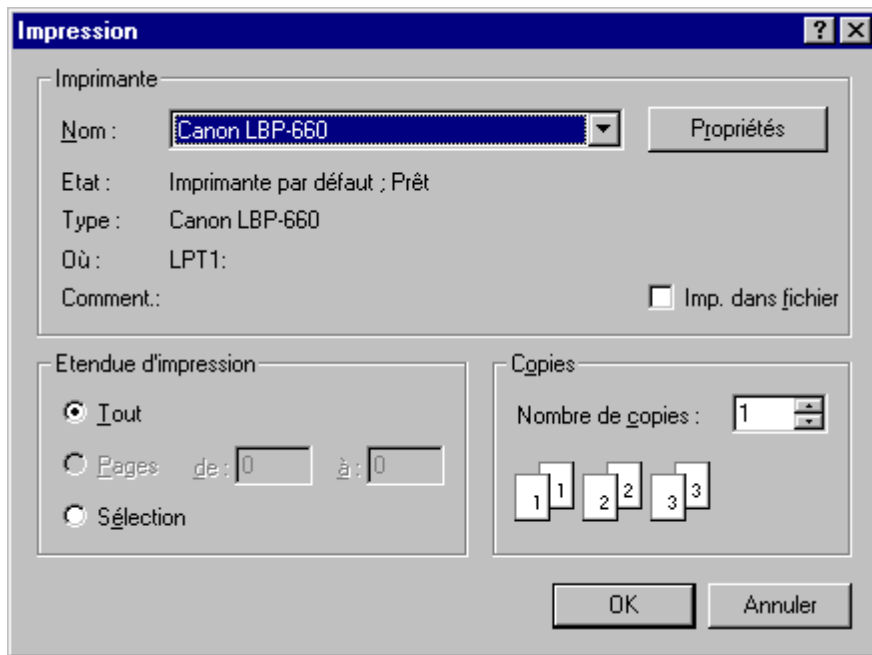 Impression
Imprimante
Nom : Canon LBP-660 Propriétés
Etat : Imprimante par défaut ; Prêt
Type : Canon LBP-660
Où : LPT1:
Comment.: Imp. dans fichier
Etendue d'impression
Tout
Pages de : 0 à : 0
Sélection
Copies
Nombre de copies : 1
1 1 2 2 3 3
OK Annuler